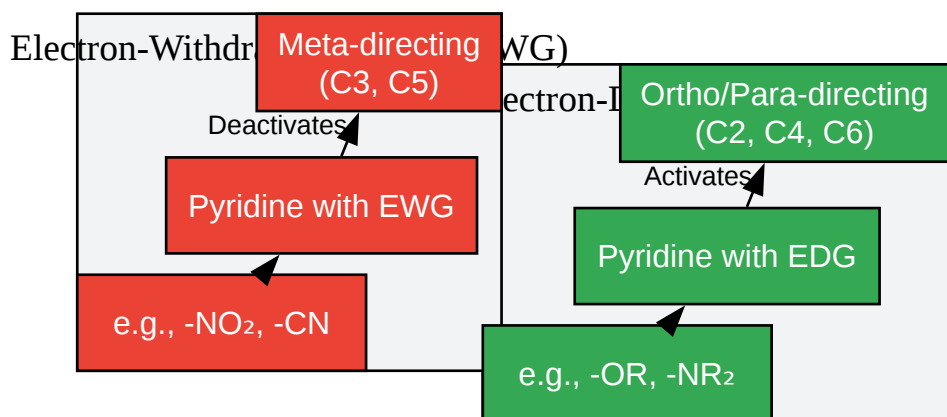 Electron-Withdra
WG)
Meta-directing
(C3, C5)
Deactivates
Pyridine with EWG
e.g., -NO₂, -CN
ectron-
Ortho/Para-directing
(C2, C4, C6)
Activates
Pyridine with EDG
e.g., -OR, -NR₂